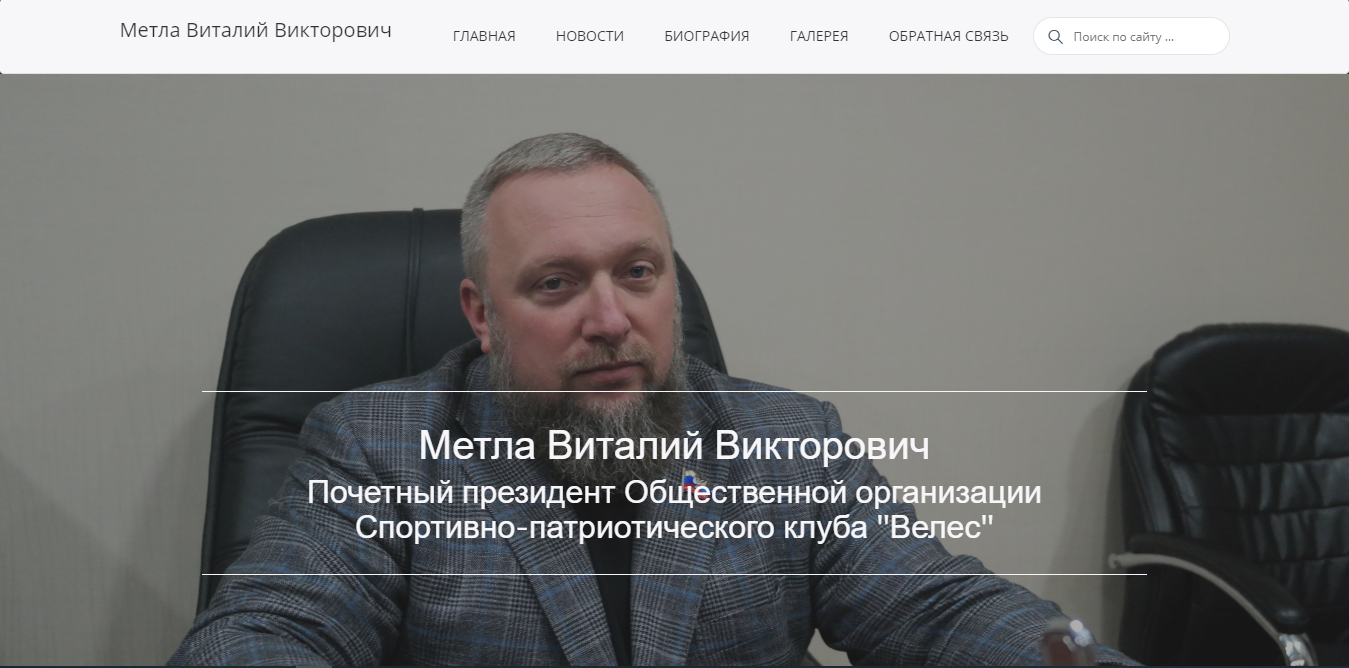 Метла Виталий Викторович
ГЛАВНАЯ НОВОСТИ БИОГРАФИЯ ГАЛЕРЕЯ ОБРАТНАЯ СВЯЗЬ Поиск по сайту ...
Метла Виталий Викторович
Почетный президент Общественной организации
Спортивно-патриотического клуба "Велес"